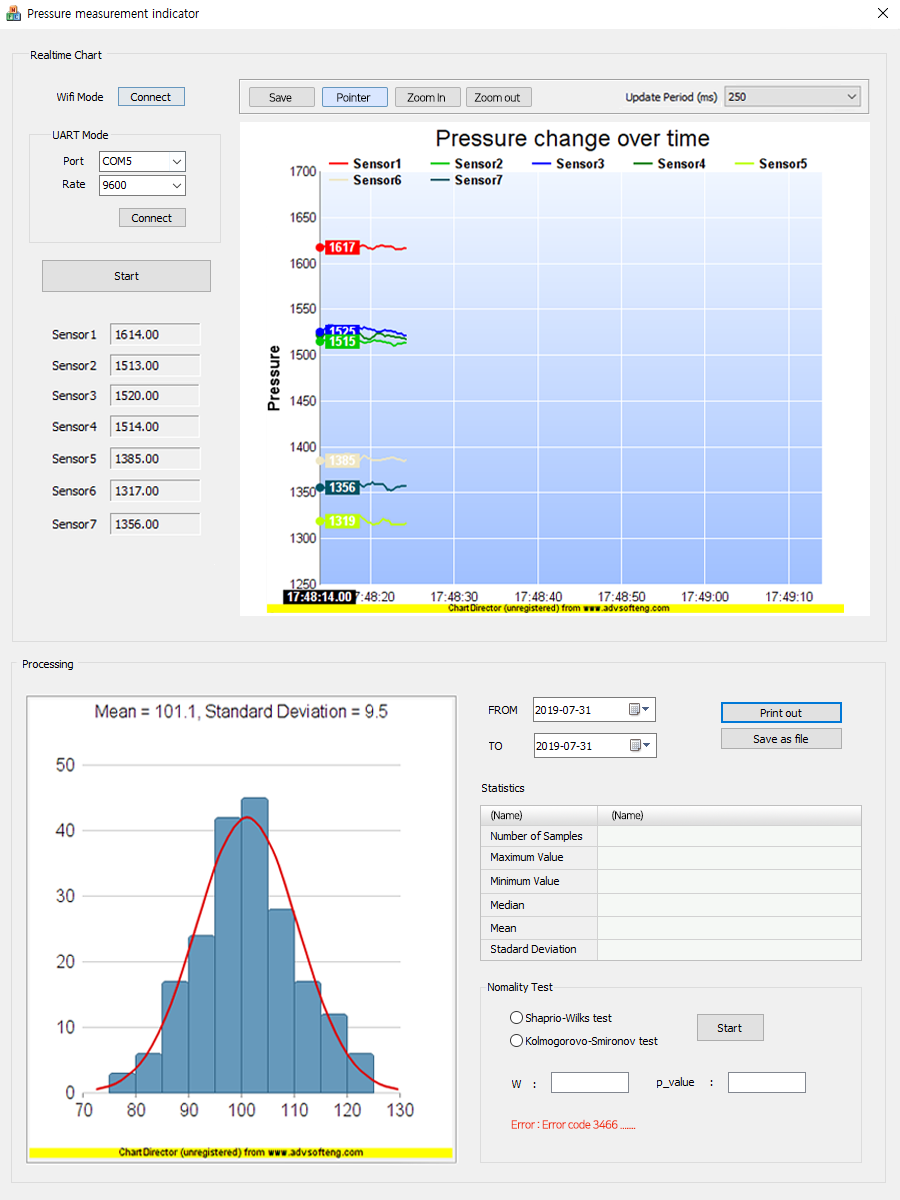 Pressure measurement indicator
Realtime Chart
Wifi Mode Connect
UART Mode
Port COM5
Rate 9600
Connect
Start
Sensor1 1614.00
Sensor2 1513.00
Sensor3 1520.00
Sensor4 1514.00
Sensor5 1385.00
Sensor6 1317.00
Sensor7 1356.00
Save Pointer Zoom In Zoom out Update Period (ms) 250
Pressure change over time
Sensor1 Sensor2 Sensor3 Sensor4 Sensor5
Sensor6 Sensor7
Pressure
1700
1650
1600
1550
1500
1450
1400
1350
1300
1250
1617
1525
1515
1385
1356
1319
17:48:14.00 7:48:20 17:48:30 17:48:40 17:48:50 17:49:00 17:49:10
ChartDirector (unregistered) from www.advsofteng.com
Processing
Mean = 101.1, Standard Deviation = 9.5
50
40
30
20
10
0
70 80 90 100 110 120 130
ChartDirector (unregistered) from www.advsofteng.com
FROM 2019-07-31
TO 2019-07-31
Print out
Save as file
Statistics
(Name) (Name)
Number of Samples
Maximum Value
Minimum Value
Median
Mean
Stadard Deviation
Nomality Test
Shaprio-Wilks test
Kolmogorovo-Smironov test
Start
W : p_value :
Error : Error code 3466 .......